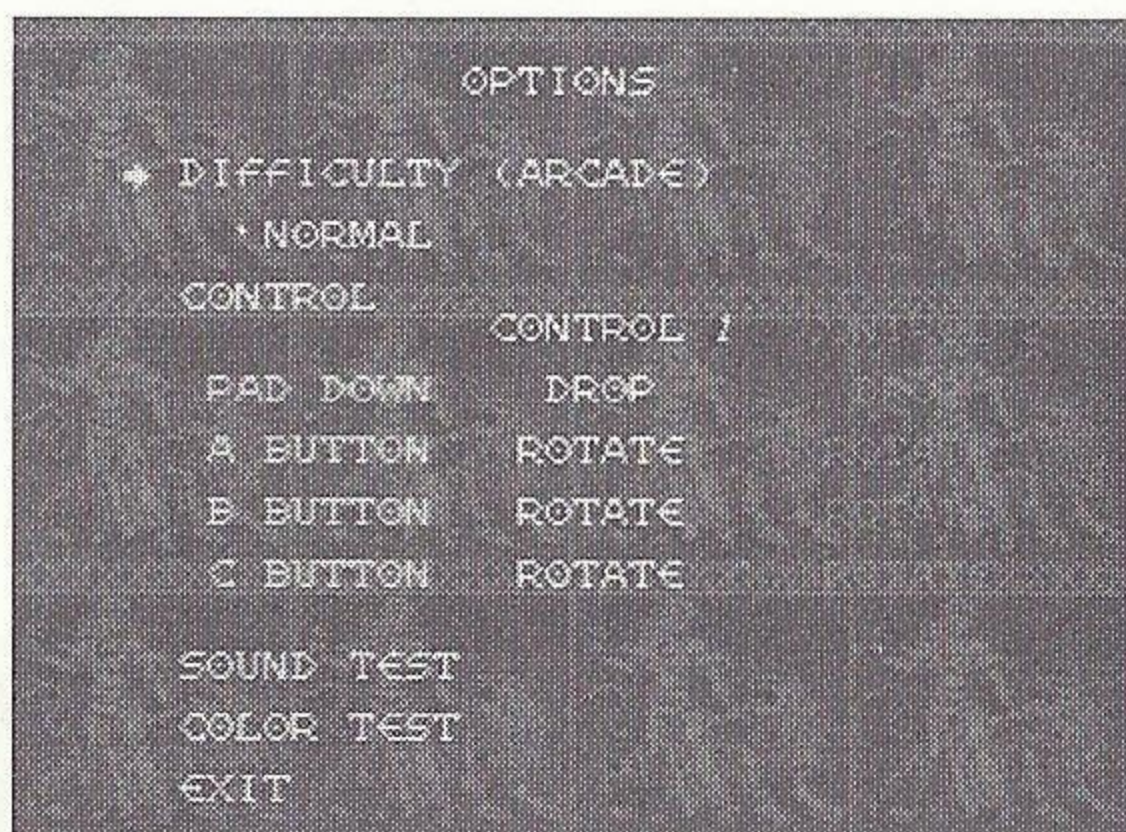 OPTIONS
DIFFICULTY (ARCADE)
NORMAL
CONTROL
CONTROL 1
PAD DOWN DROP
A BUTTON ROTATE
B BUTTON ROTATE
C BUTTON ROTATE
SOUND TEST
COLOR TEST
EXIT